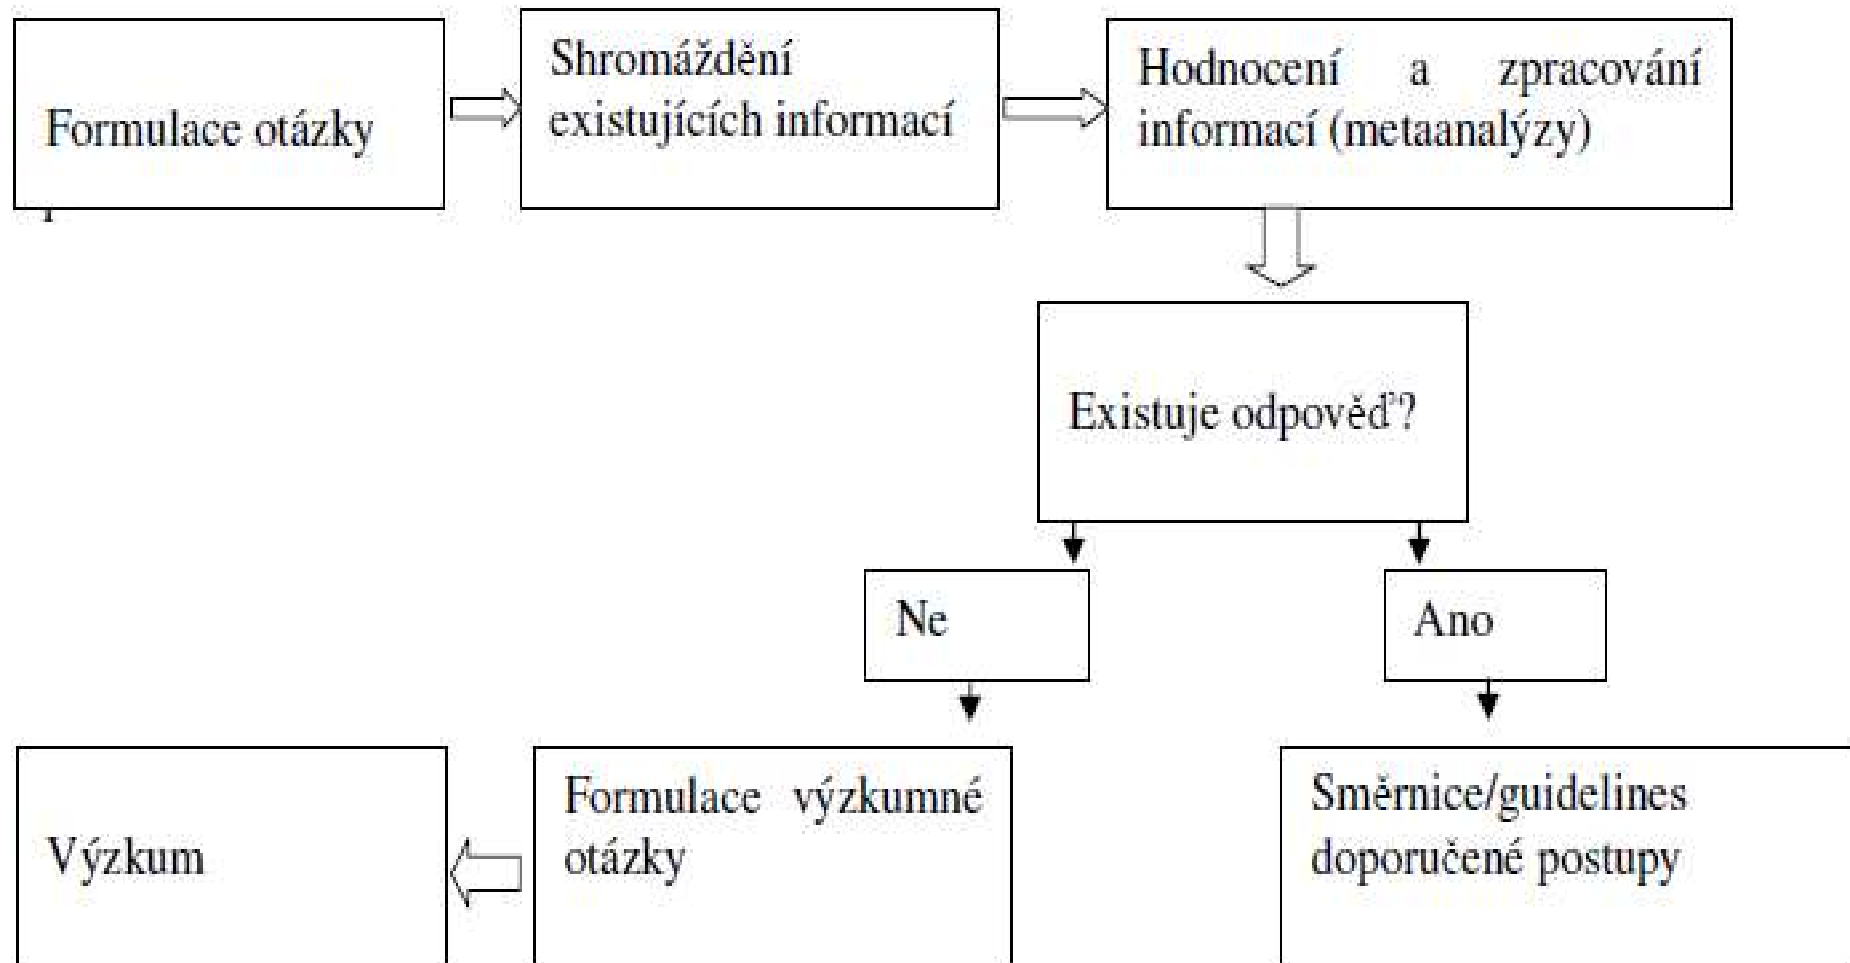 Formulace otázky
Shromáždění
existujících informací
Hodnocení a zpracování
informací (metaanalýzy)
Existuje odpověď?
Ne
Ano
Výzkum
Formulace výzkumné
otázky
Směrnice/guidelines
doporučené postupy